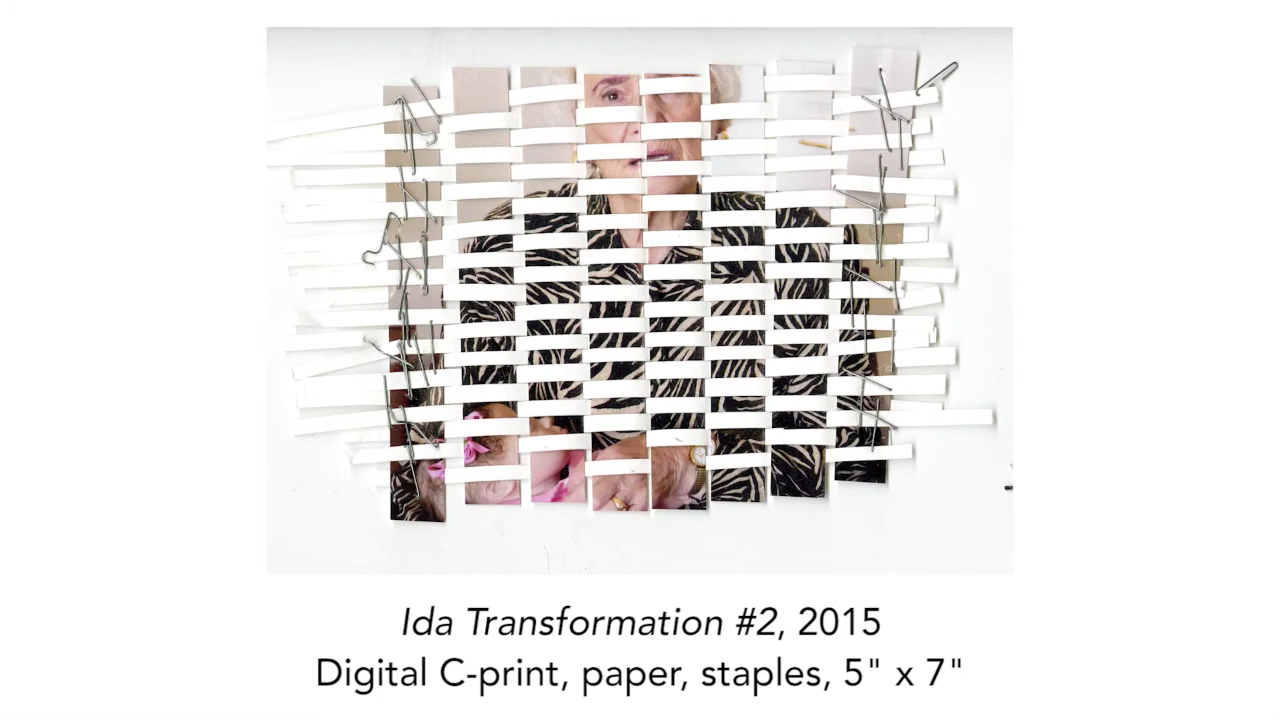 Ida Transformation #2, 2015
Digital C-print, paper, staples, 5" x 7"